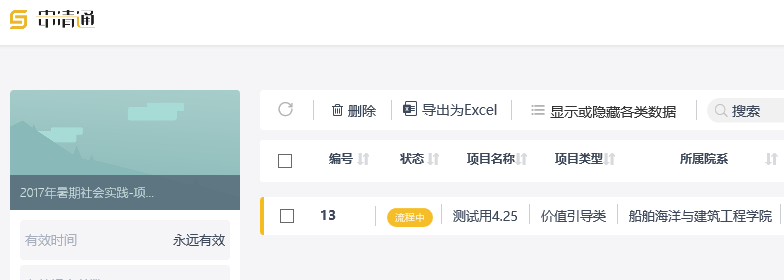 申请通
删除
导出为Excel
显示或隐藏各类数据
搜索
编号 状态 项目名称 项目类型 所属院系
2017年暑期社会实践-项...
13 流程中 测试用4.25 价值引导类 船舶海洋与建筑工程学院
有效时间 永远有效